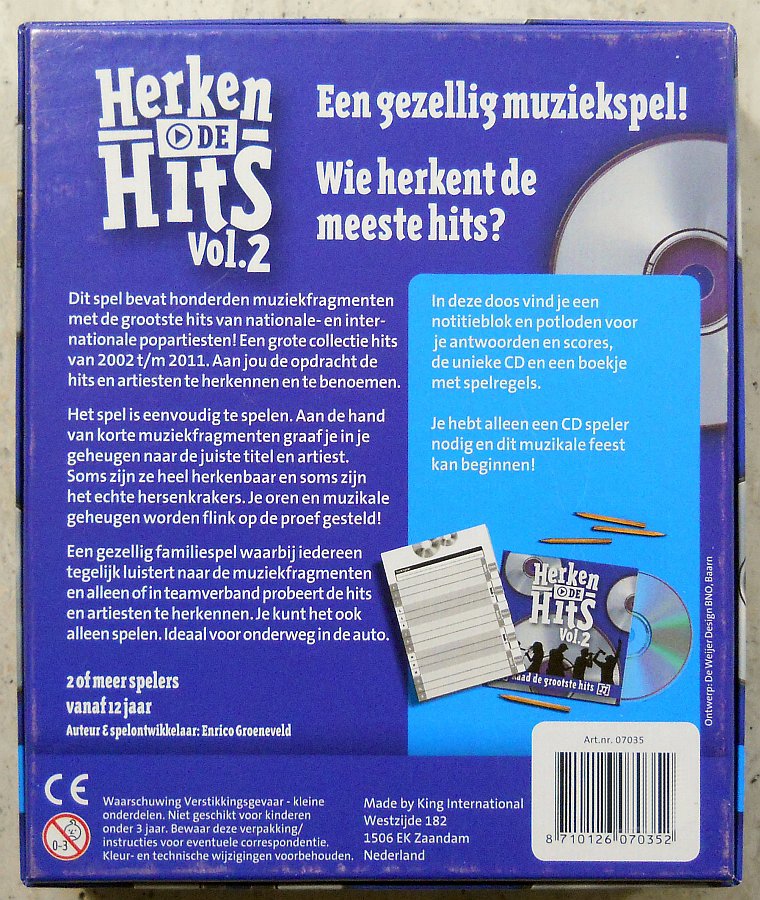 Herken
DE
Hits
Vol.2
Een gezellig muziekspel!
Wie herkent de
meeste hits?
Dit spel bevat honderden muziekfragmenten
met de grootste hits van nationale- en inter-
nationale popartiesten! Een grote collectie hits
van 2002 t/m 2011. Aan jou de opdracht de
hits en artiesten te herkennen en te benoemen.
Het spel is eenvoudig te spelen. Aan de hand
van korte muziekfragmenten graaf je in je
geheugen naar de juiste titel en artiest.
Soms zijn ze heel herkenbaar en soms zijn
het echte hersenkrakers. Je oren en muzikale
geheugen worden flink op de proef gesteld!
Een gezellig familiespel waarbij iedereen
tegelijk luistert naar de muziekfragmenten
en alleen of in teamverband probeert de hits
en artiesten te herkennen. Je kunt het ook
alleen spelen. Ideaal voor onderweg in de auto.
2 of meer spelers
vanaf 12 jaar
Auteur & spelontwikkelaar: Enrico Groeneveld
In deze doos vind je een
notitieblok en potloden voor
je antwoorden en scores,
de unieke CD en een boekje
met spelregels.
Je hebt alleen een CD speler
nodig en dit muzikale feest
kan beginnen!
Herken
DE
Hits
Vol.2
Raad de grootste hits
Ontwerp: De Weijer Design BNO, Baarn
CE
0-3
Waarschuwing Verstikkingsgevaar - kleine
onderdelen. Niet geschikt voor kinderen
onder 3 jaar. Bewaar deze verpakking/
instructies voor eventuele correspondentie.
Kleur- en technische wijzigingen voorbehouden.
Made by King International
Westzijde 182
1506 EK Zaandam
Nederland
Art.nr. 07035
8 710126 070352